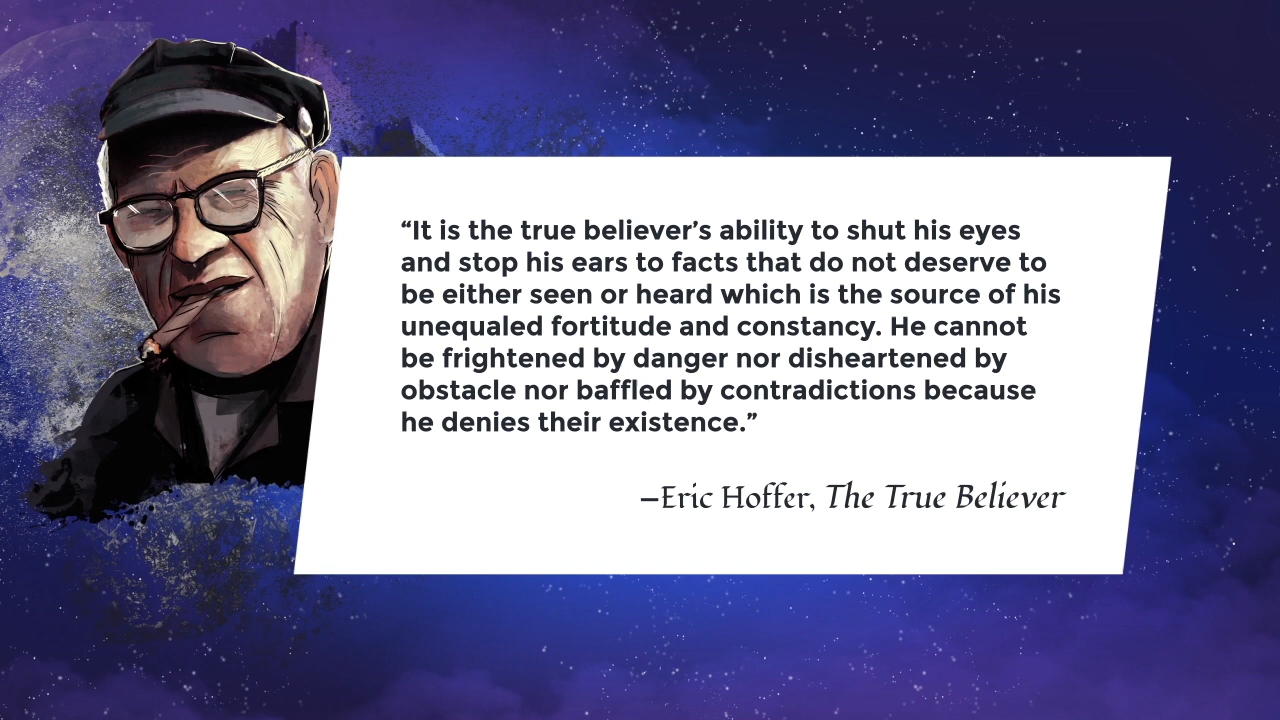 “It is the true believer’s ability to shut his eyes
and stop his ears to facts that do not deserve to
be either seen or heard which is the source of his
unequaled fortitude and constancy. He cannot
be frightened by danger nor disheartened by
obstacle nor baffled by contradictions because
he denies their existence.”
–Eric Hoffer, The True Believer